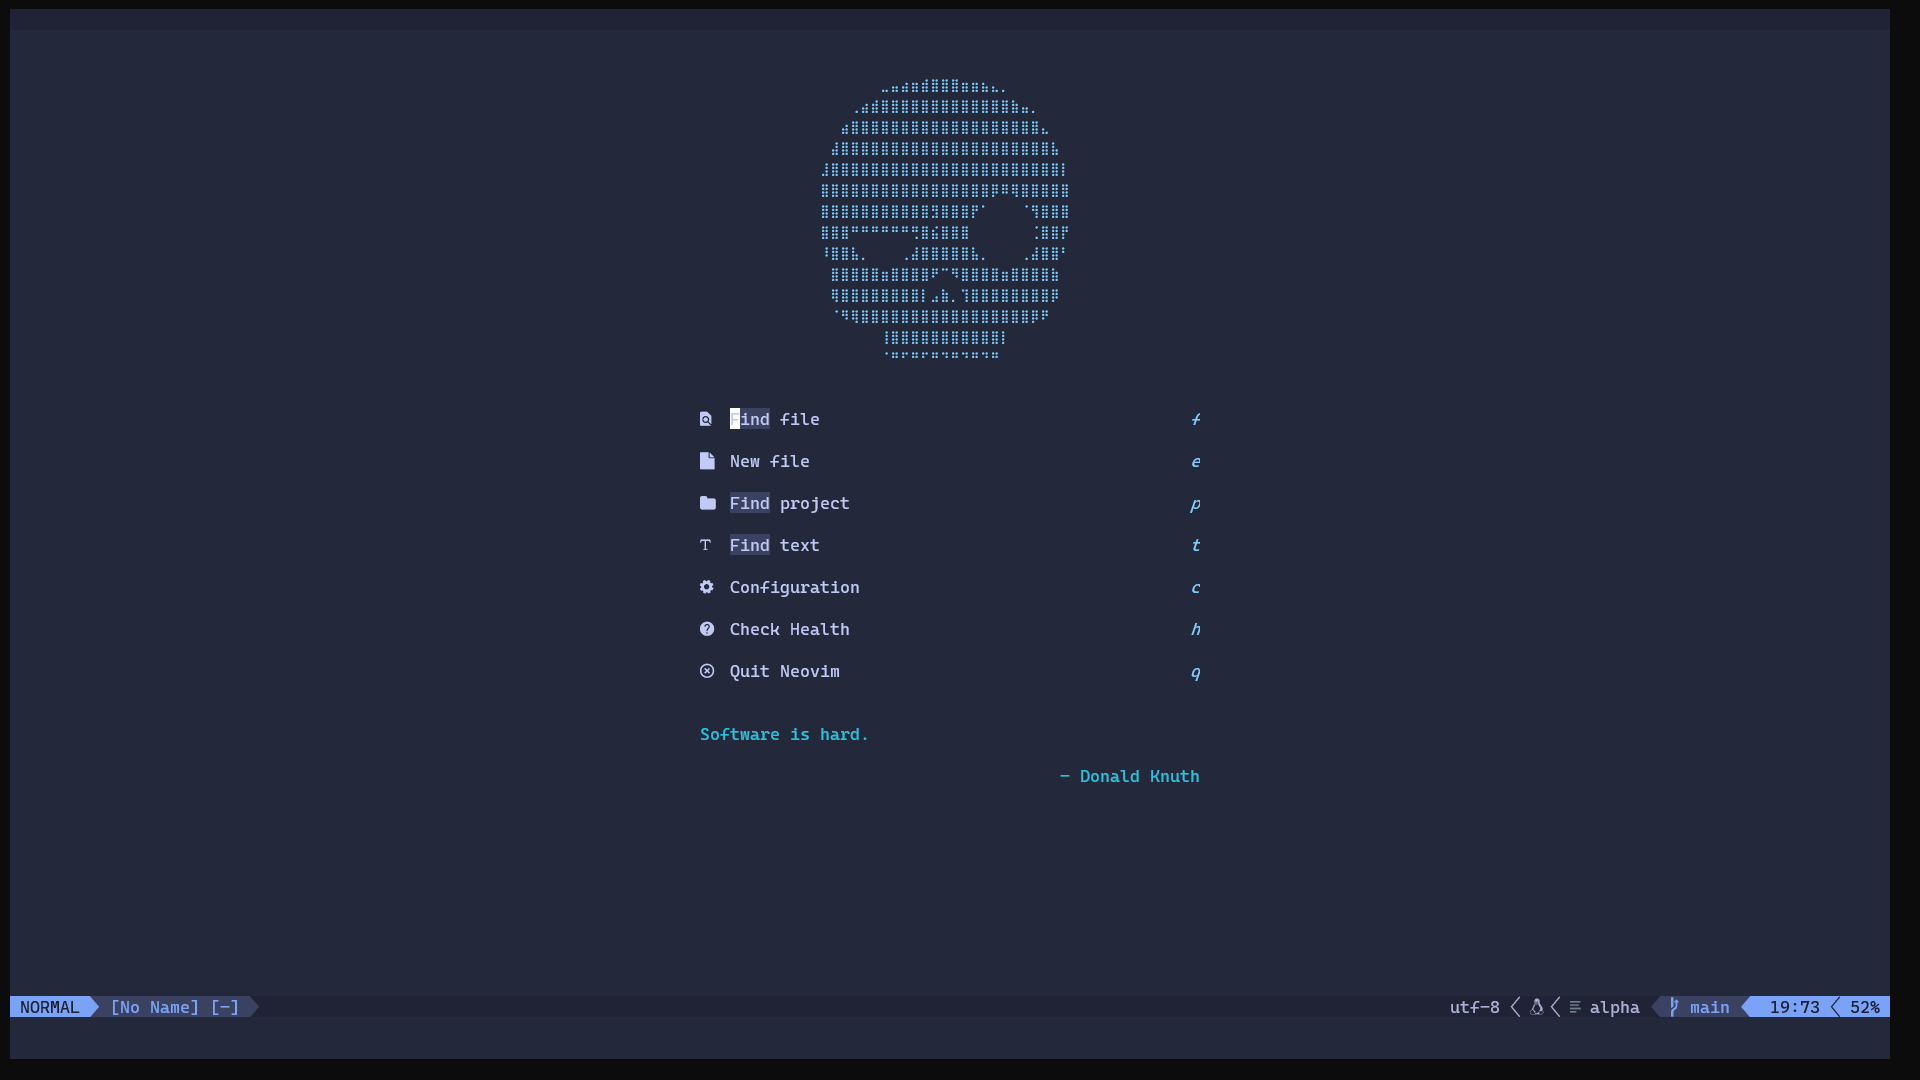 Find file f
New file e
Find project p
Find text t
Configuration c
Check Health h
Quit Neovim q
Software is hard.
— Donald Knuth
NORMAL [No Name] [-] utf-8 alpha main 19:73 52%